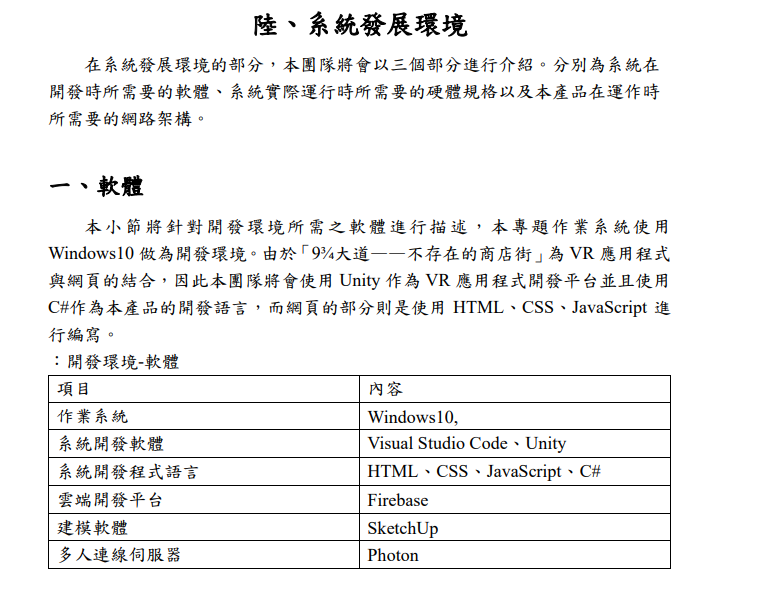 陸、系統發展環境
在系統發展環境的部分，本團隊將會以三個部分進行介紹。分別為系統在
開發時所需要的軟體、系統實際運行時所需要的硬體規格以及本產品在運作時
所需要的網路架構。
一、軟體
本小節將針對開發環境所需之軟體進行描述，本專題作業系統使用
Windows10 做為開發環境。由於「9¾大道——不存在的商店街」為 VR 應用程式
與網頁的結合，因此本團隊將會使用 Unity 作為 VR 應用程式開發平台並且使用
C#作為本產品的開發語言，而網頁的部分則是使用 HTML、CSS、JavaScript 進
行編寫。
：開發環境-軟體
項目 內容
作業系統 Windows10,
系統開發軟體 Visual Studio Code、Unity
系統開發程式語言 HTML、CSS、JavaScript、C#
雲端開發平台 Firebase
建模軟體 SketchUp
多人連線伺服器 Photon